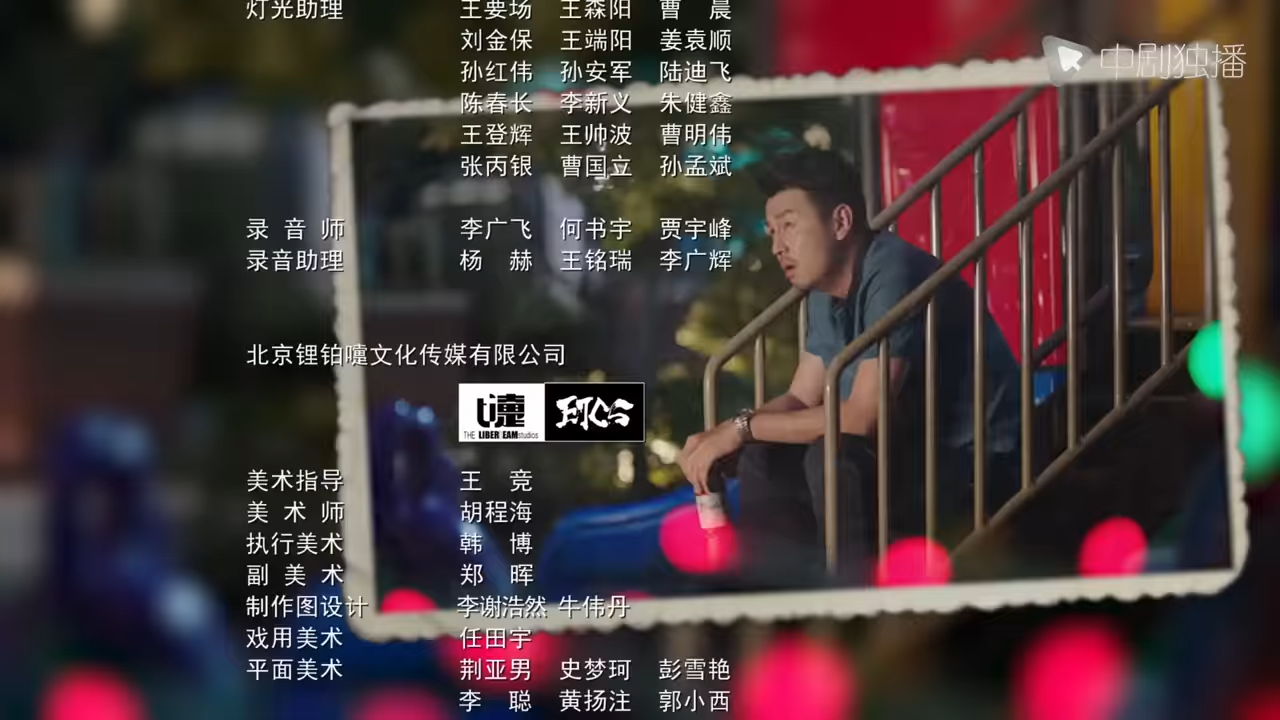 中剧独播
灯光助理 王要场 王森阳 曹 晨
刘金保 王端阳 姜袁顺
孙红伟 孙安军 陆迪飞
陈春长 李新义 朱健鑫
王登辉 王帅波 曹明伟
张丙银 曹国立 孙孟斌
录 音 师 李广飞 何书宇 贾宇峰
录音助理 杨 赫 王铭瑞 李广辉
北京锂铂嚏文化传媒有限公司
THE LIBER EAM studios
美术指导 王 竞
美 术 师 胡程海
执行美术 韩 博
副 美 术 郑 晖
制作图设计 李谢浩然 牛伟丹
戏用美术 任田宇
平面美术 荆亚男 史梦珂 彭雪艳
李 聪 黄扬注 郭小西